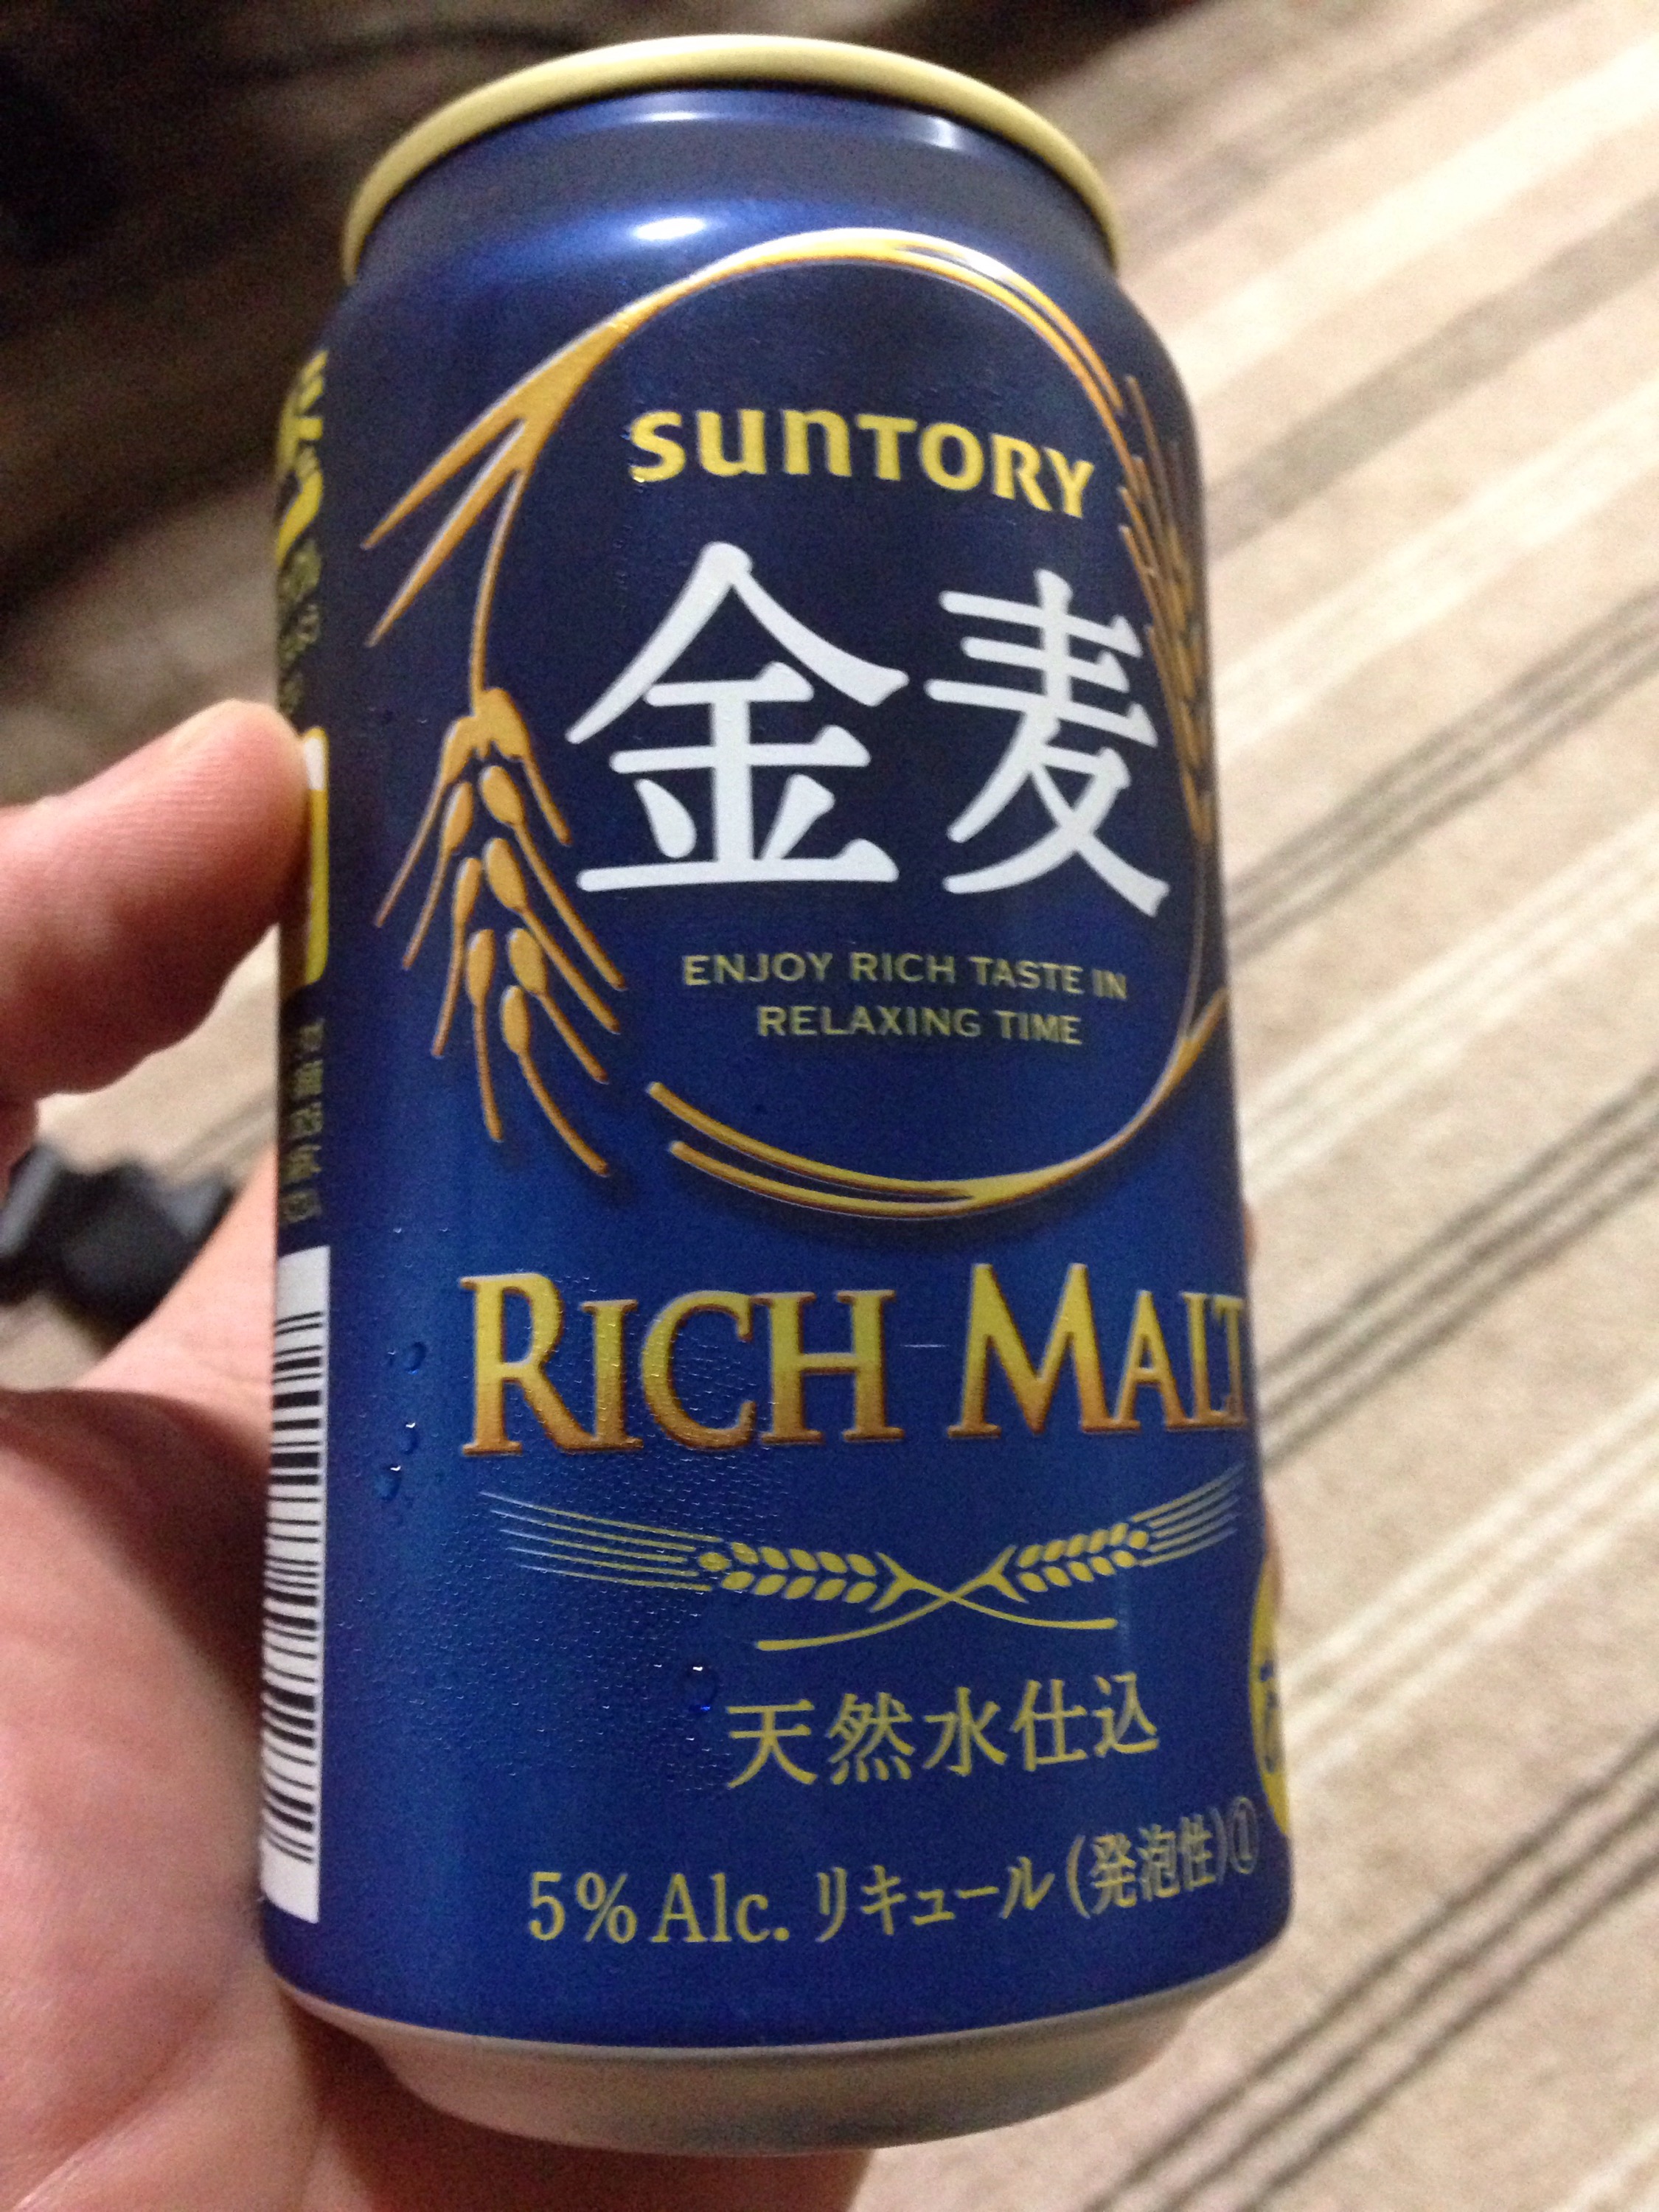 SUNTORY
金麦
ENJOY RICH TASTE IN
RELAXING TIME
RICH MALT
天然水仕込
5% Alc. リキュール(発泡性)①